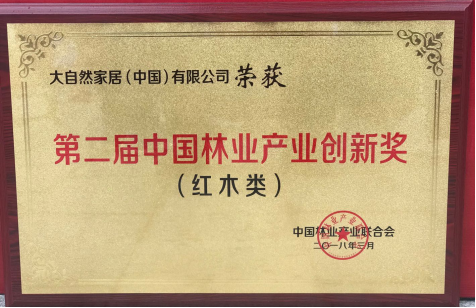 大自然家居(中国)有限公司 荣获
第二届中国林业产业创新奖
(红木类)
中国林业产业联合会
二〇一八年三月